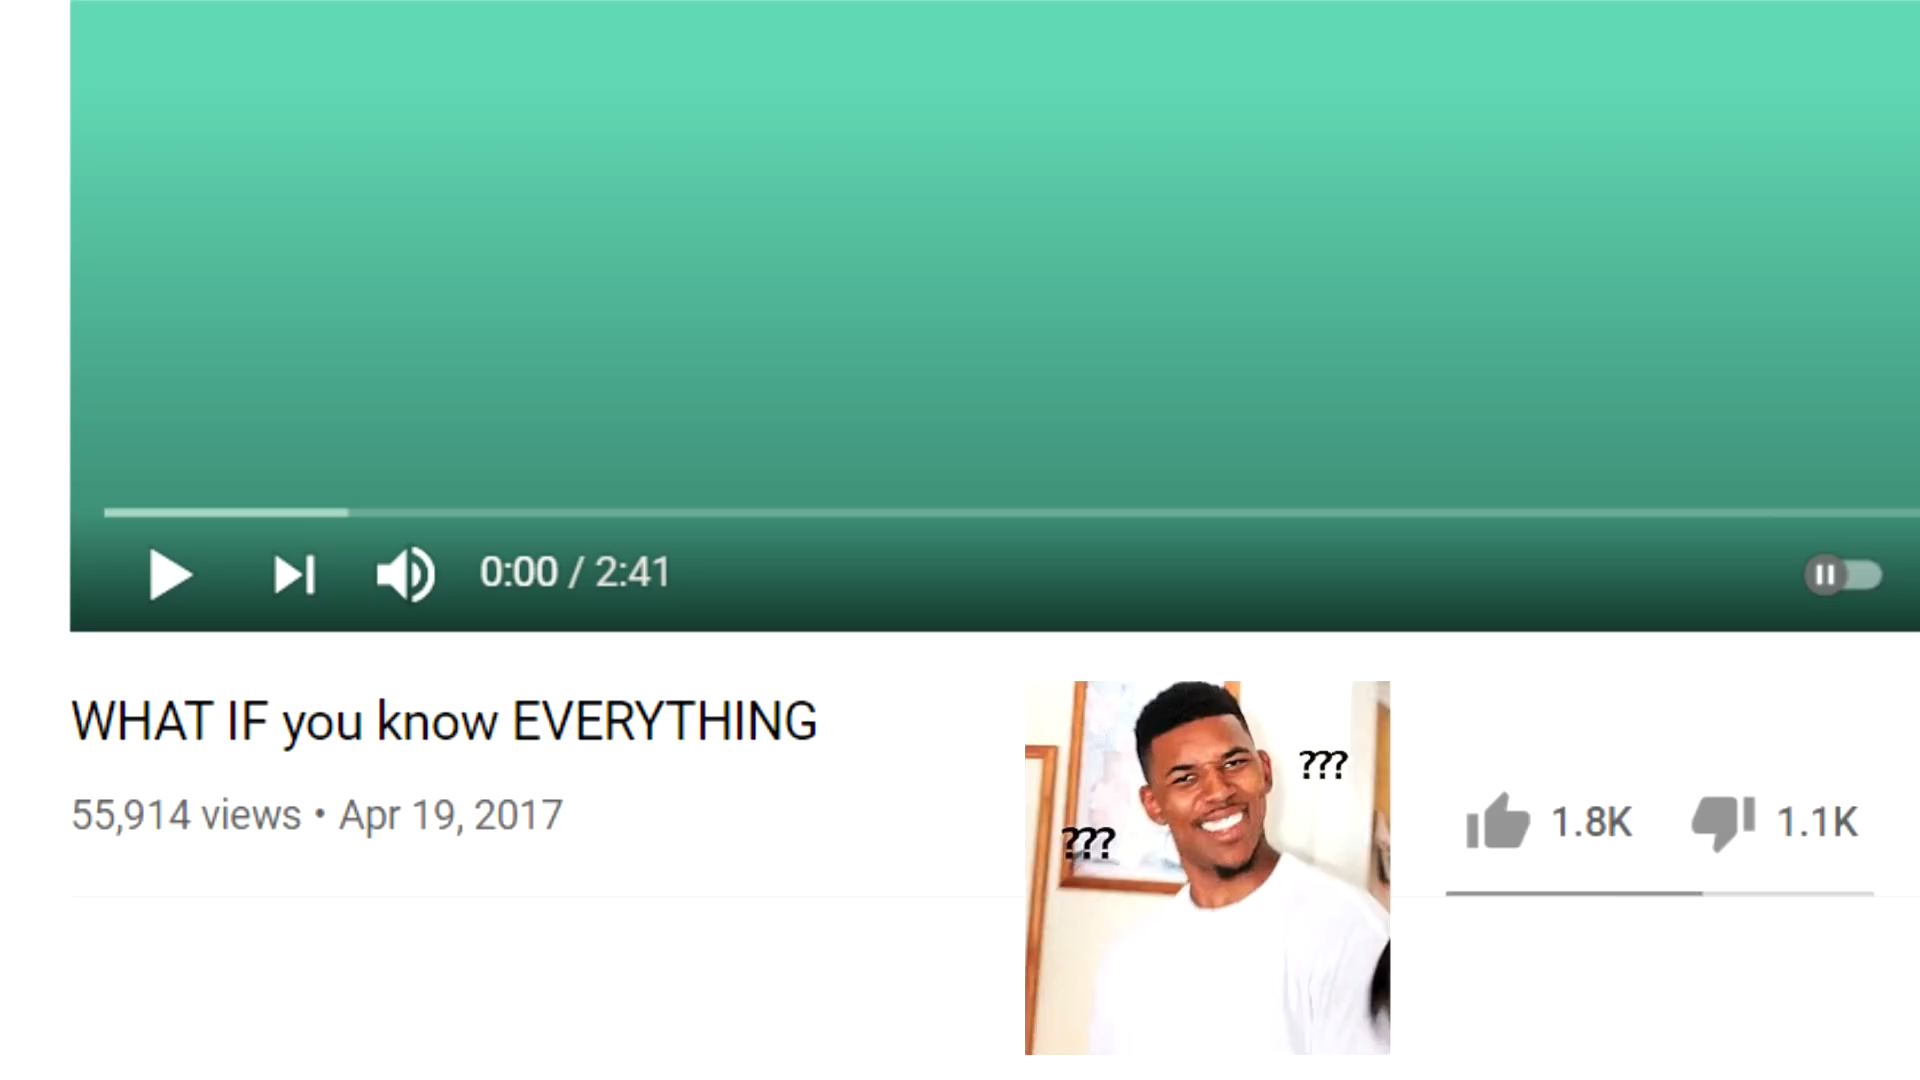 0:00 / 2:41
WHAT IF you know EVERYTHING
55,914 views • Apr 19, 2017
???
???
1.8K 1.1K